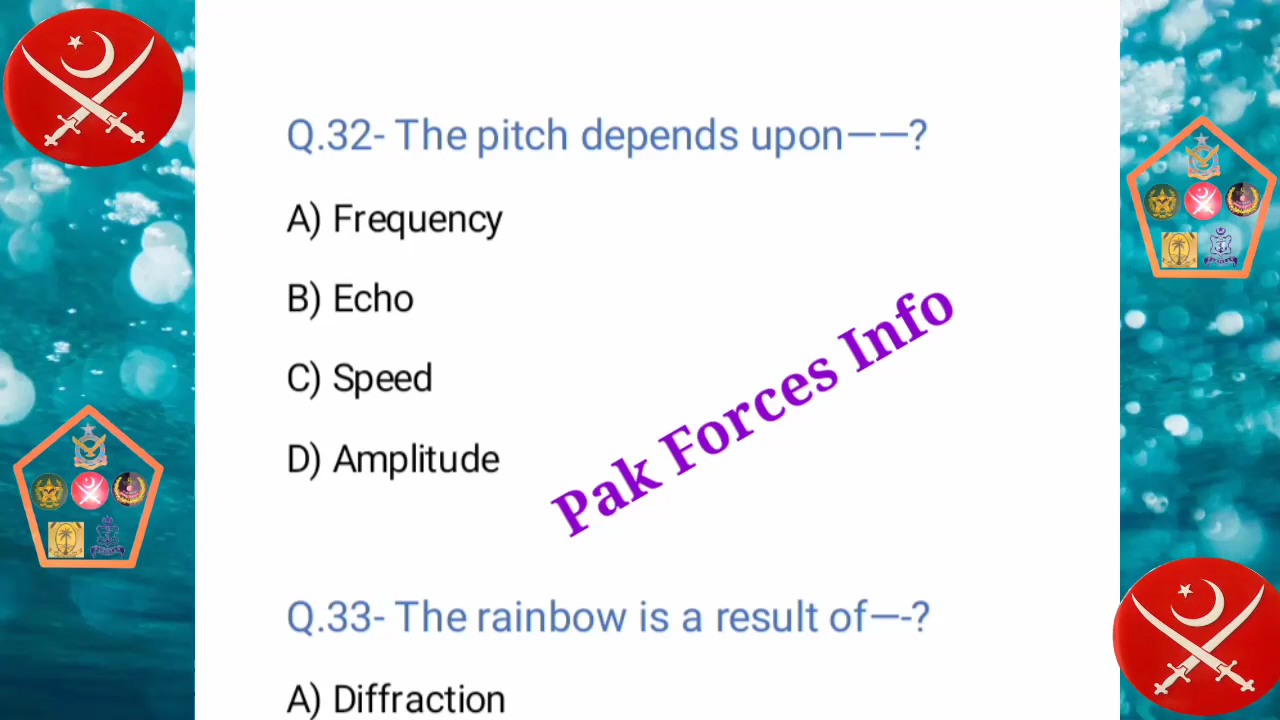 Q.32- The pitch depends upon——?
A) Frequency
B) Echo
C) Speed
D) Amplitude
Pak Forces Info
Q.33- The rainbow is a result of—-?
A) Diffraction